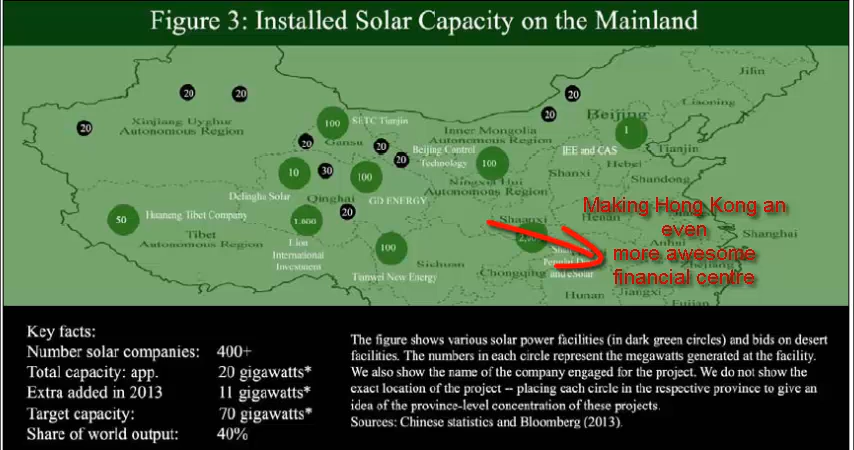 Figure 3: Installed Solar Capacity on the Mainland
Jilin
20
20
20
20
Liaoning
Xinjiang Uyghur
Autonomous Region
20
100
SETC Tianjin
Gansu
Inner Mongolia
Autonomous Region
Beijing
1
IEE and CAS
Tianjin
Hebei
20
20
20
Beijing Control
Technology
100
10
30
100
Shanxi
Shandong
Ningxia Hui
Autonomous Region
Delingha Solar
Qinghai
GD ENERGY
20
50
Huaneng Tibet Company
Tibet
Autonomous Region
Lion
International
Investment
100
Tianwei New Energy
Sichuan
Shaanxi
Henan
Making Hong Kong an
even
more awesome
financial centre
Shanghai
Anhui
Chongqing
and eSolar
Hunan
Jiangxi
Fujian
Key facts:
Number solar companies: 400+
Total capacity: app. 20 gigawatts*
Extra added in 2013 11 gigawatts*
Target capacity: 70 gigawatts*
Share of world output: 40%
The figure shows various solar power facilities (in dark green circles) and bids on desert
facilities. The numbers in each circle represent the megawatts generated at the facility.
We also show the name of the company engaged for the project. We do not show the
exact location of the project -- placing each circle in the respective province to give an
idea of the province-level concentration of these projects.
Sources: Chinese statistics and Bloomberg (2013).